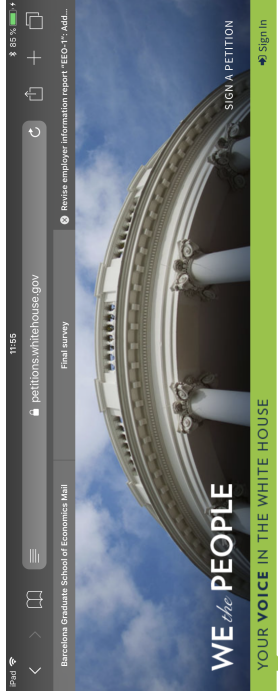 iPad 11:55 85 %
petitions.whitehouse.gov
Barcelona Graduate School of Economics Mail Final survey Revise employer information report "EEO-1": Add...
WE the PEOPLE
SIGN A PETITION
YOUR VOICE IN THE WHITE HOUSE Sign In